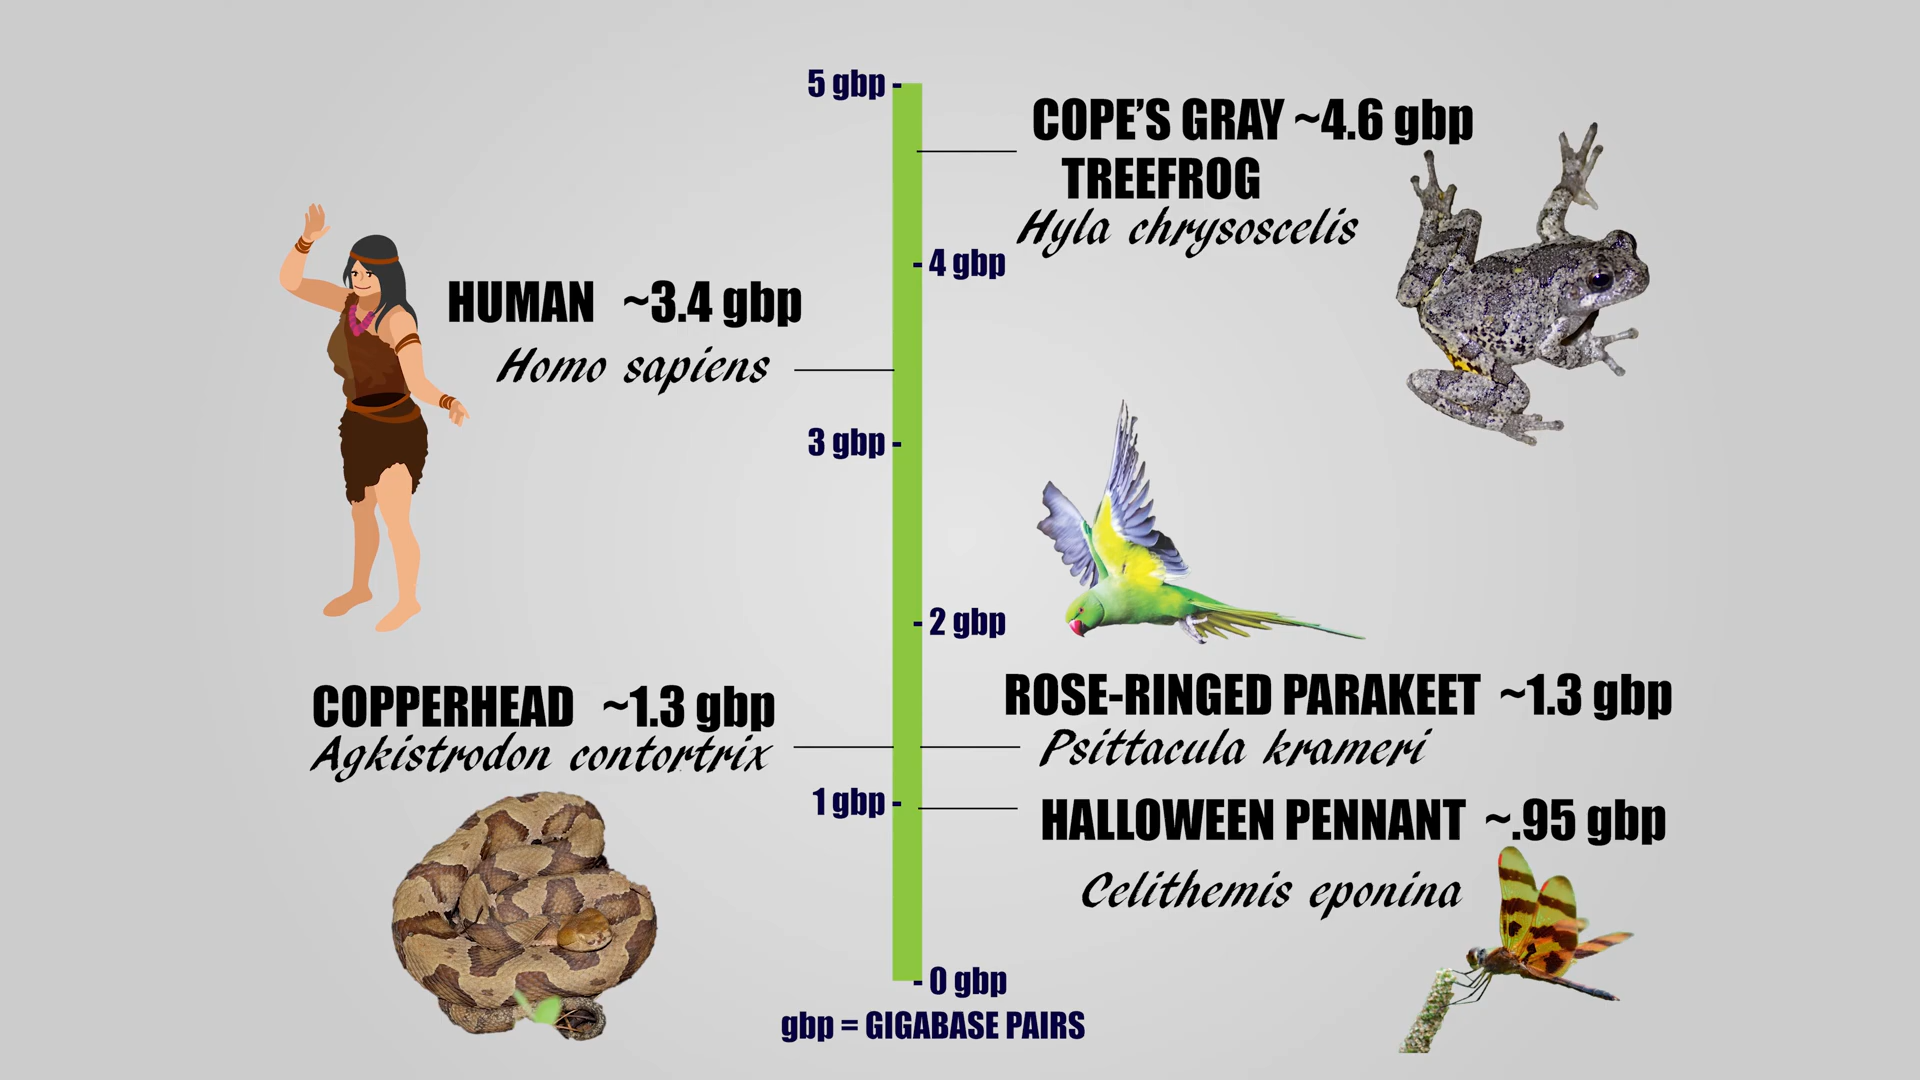 5 gbp
COPE'S GRAY ~4.6 gbp
TREEFROG
Hyla chrysoscelis
4 gbp
HUMAN ~3.4 gbp
Homo sapiens
3 gbp
2 gbp
COPPERHEAD ~1.3 gbp
Agkistrodon contortrix
ROSE-RINGED PARAKEET ~1.3 gbp
Psittacula krameri
1 gbp
HALLOWEEN PENNANT ~.95 gbp
Celithemis eponina
0 gbp
gbp = GIGABASE PAIRS